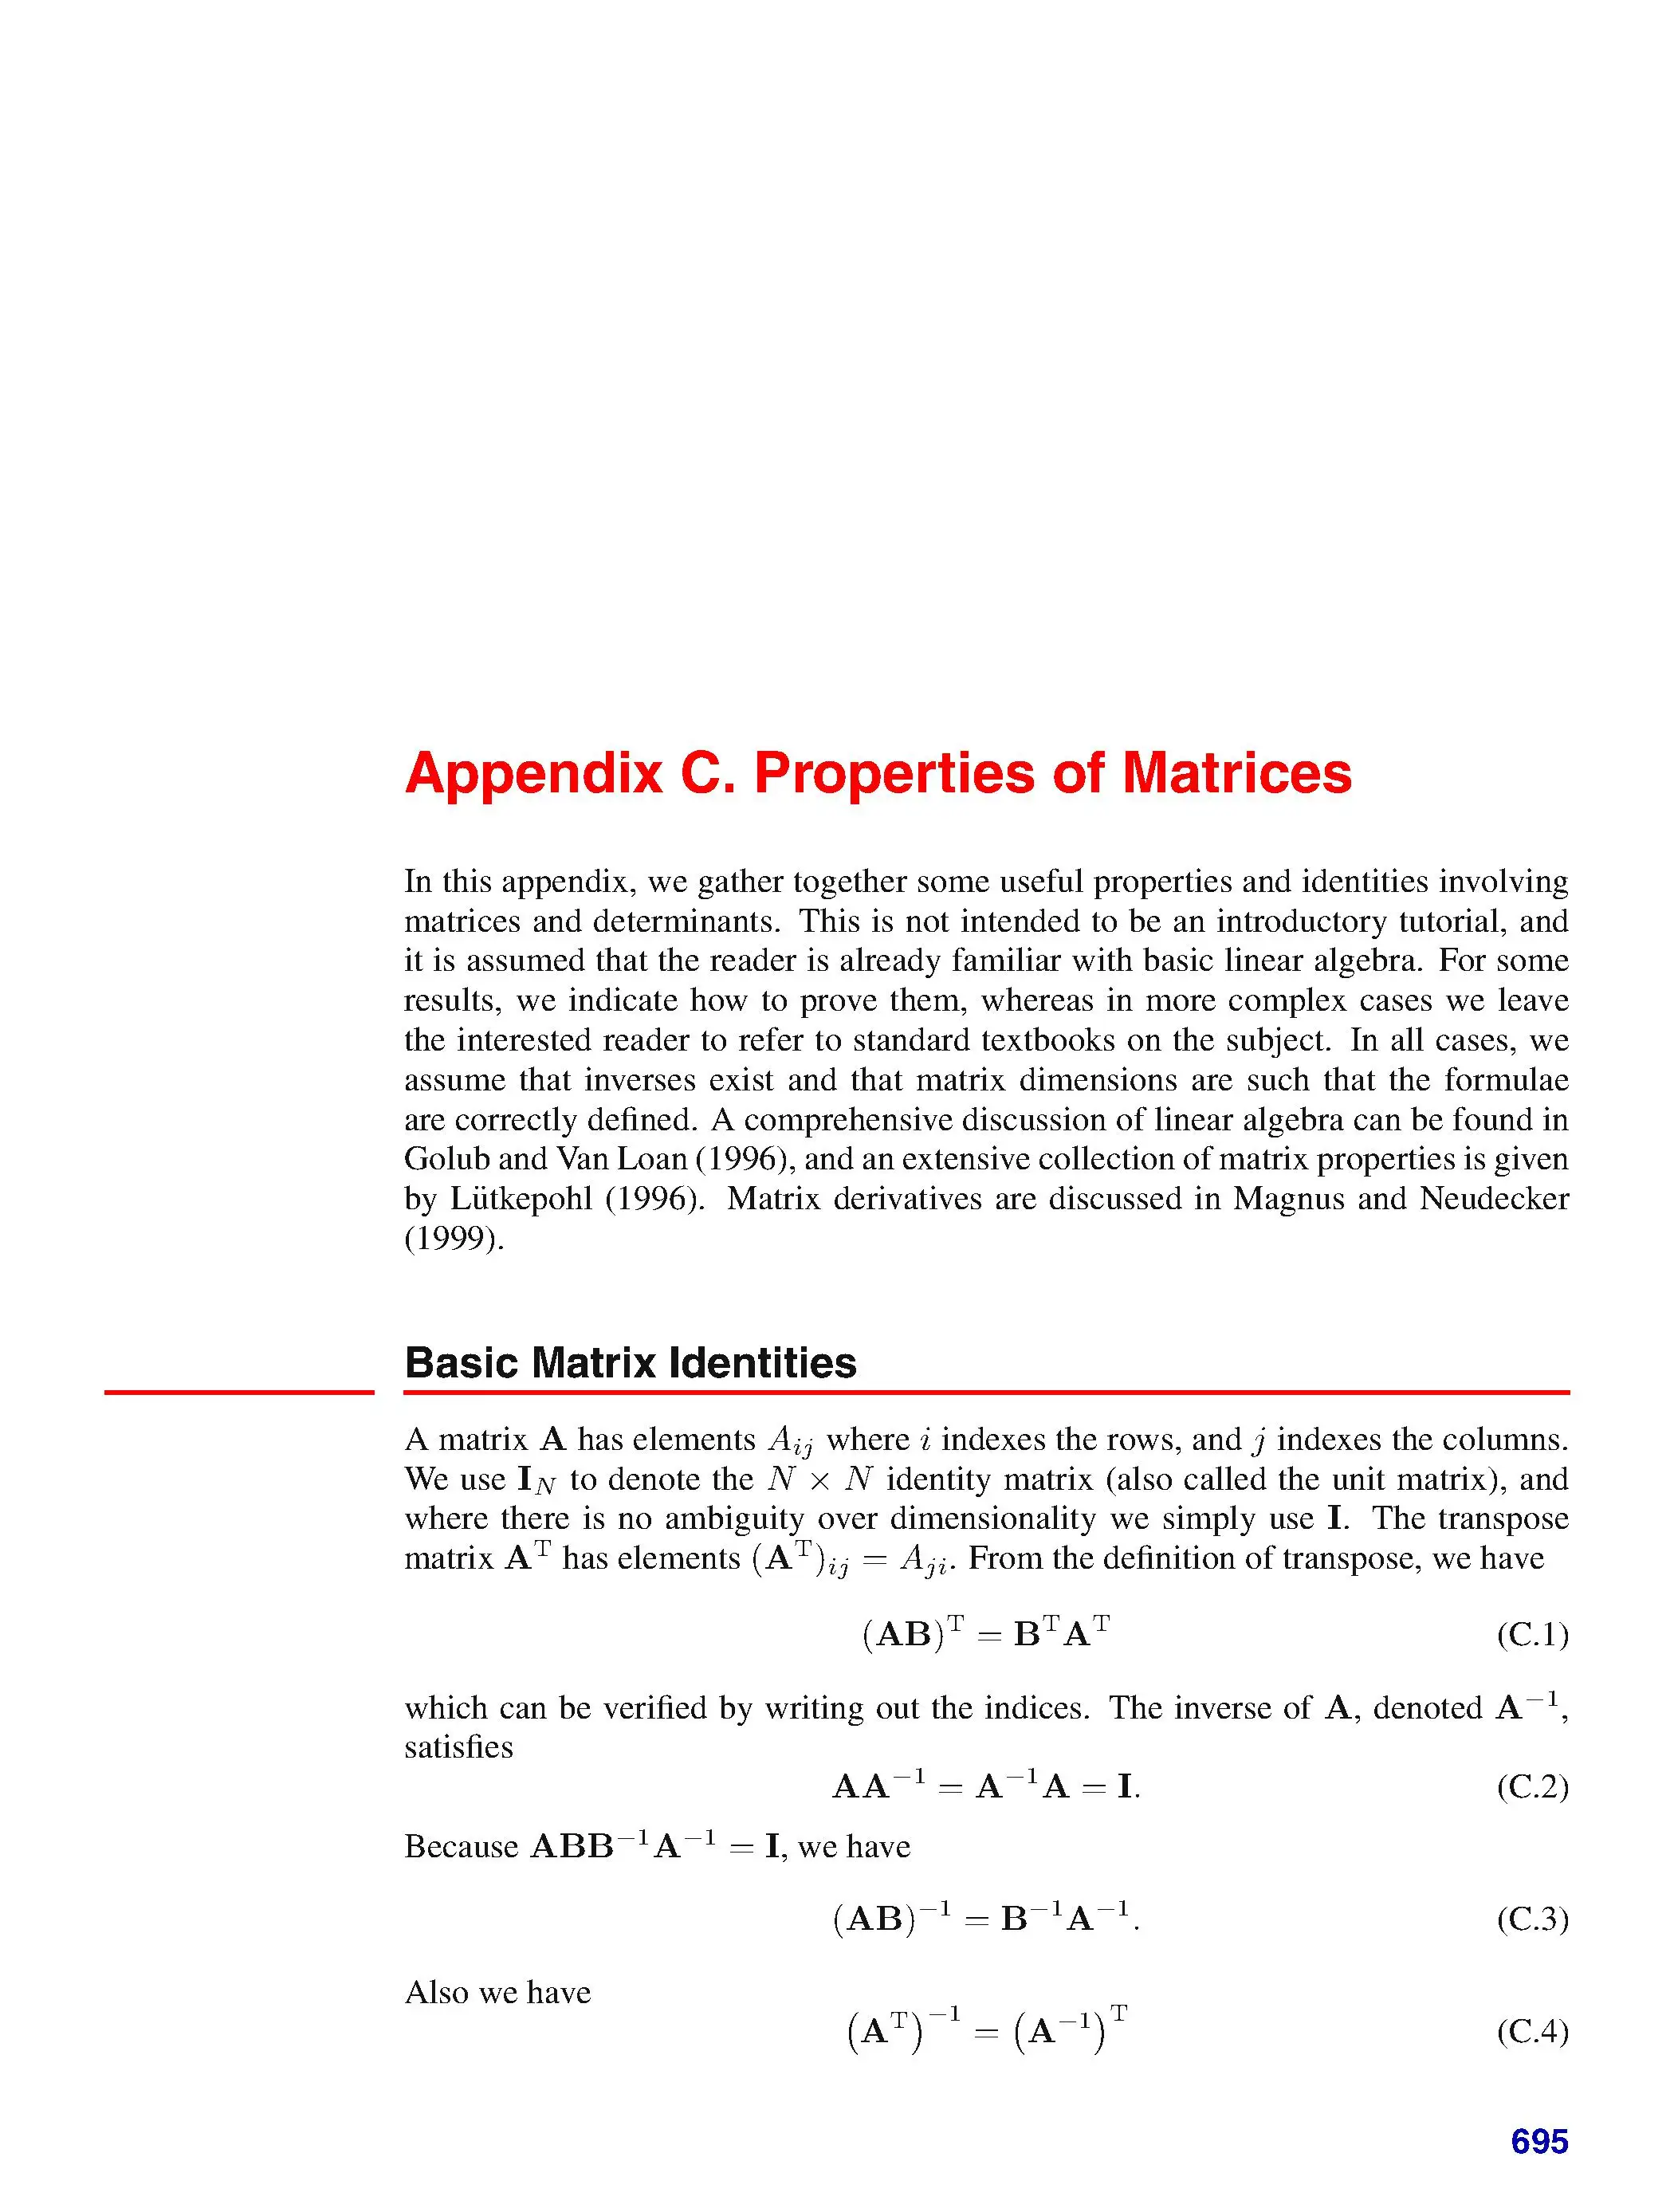 Appendix C. Properties of Matrices
In this appendix, we gather together some useful properties and identities involving
matrices and determinants. This is not intended to be an introductory tutorial, and
it is assumed that the reader is already familiar with basic linear algebra. For some
results, we indicate how to prove them, whereas in more complex cases we leave
the interested reader to refer to standard textbooks on the subject. In all cases, we
assume that inverses exist and that matrix dimensions are such that the formulae
are correctly defined. A comprehensive discussion of linear algebra can be found in
Golub and Van Loan (1996), and an extensive collection of matrix properties is given
by Lütkepohl (1996). Matrix derivatives are discussed in Magnus and Neudecker
(1999).
Basic Matrix Identities
A matrix **A** has elements $A_{ij}$ where $i$ indexes the rows, and $j$ indexes the columns.
We use $\mathbf{I}_N$ to denote the $N \times N$ identity matrix (also called the unit matrix), and
where there is no ambiguity over dimensionality we simply use $\mathbf{I}$. The transpose
matrix $\mathbf{A}^{\mathrm{T}}$ has elements $(\mathbf{A}^{\mathrm{T}})_{ij} = A_{ji}$. From the definition of transpose, we have
$(\mathbf{AB})^{\mathrm{T}} = \mathbf{B}^{\mathrm{T}}\mathbf{A}^{\mathrm{T}}$ (C.1)
which can be verified by writing out the indices. The inverse of $\mathbf{A}$, denoted $\mathbf{A}^{-1}$,
satisfies
$\mathbf{AA}^{-1} = \mathbf{A}^{-1}\mathbf{A} = \mathbf{I}.$ (C.2)
Because $\mathbf{ABB}^{-1}\mathbf{A}^{-1} = \mathbf{I}$, we have
$(\mathbf{AB})^{-1} = \mathbf{B}^{-1}\mathbf{A}^{-1}.$ (C.3)
Also we have
$\left(\mathbf{A}^{\mathrm{T}}\right)^{-1} = \left(\mathbf{A}^{-1}\right)^{\mathrm{T}}$ (C.4)
695